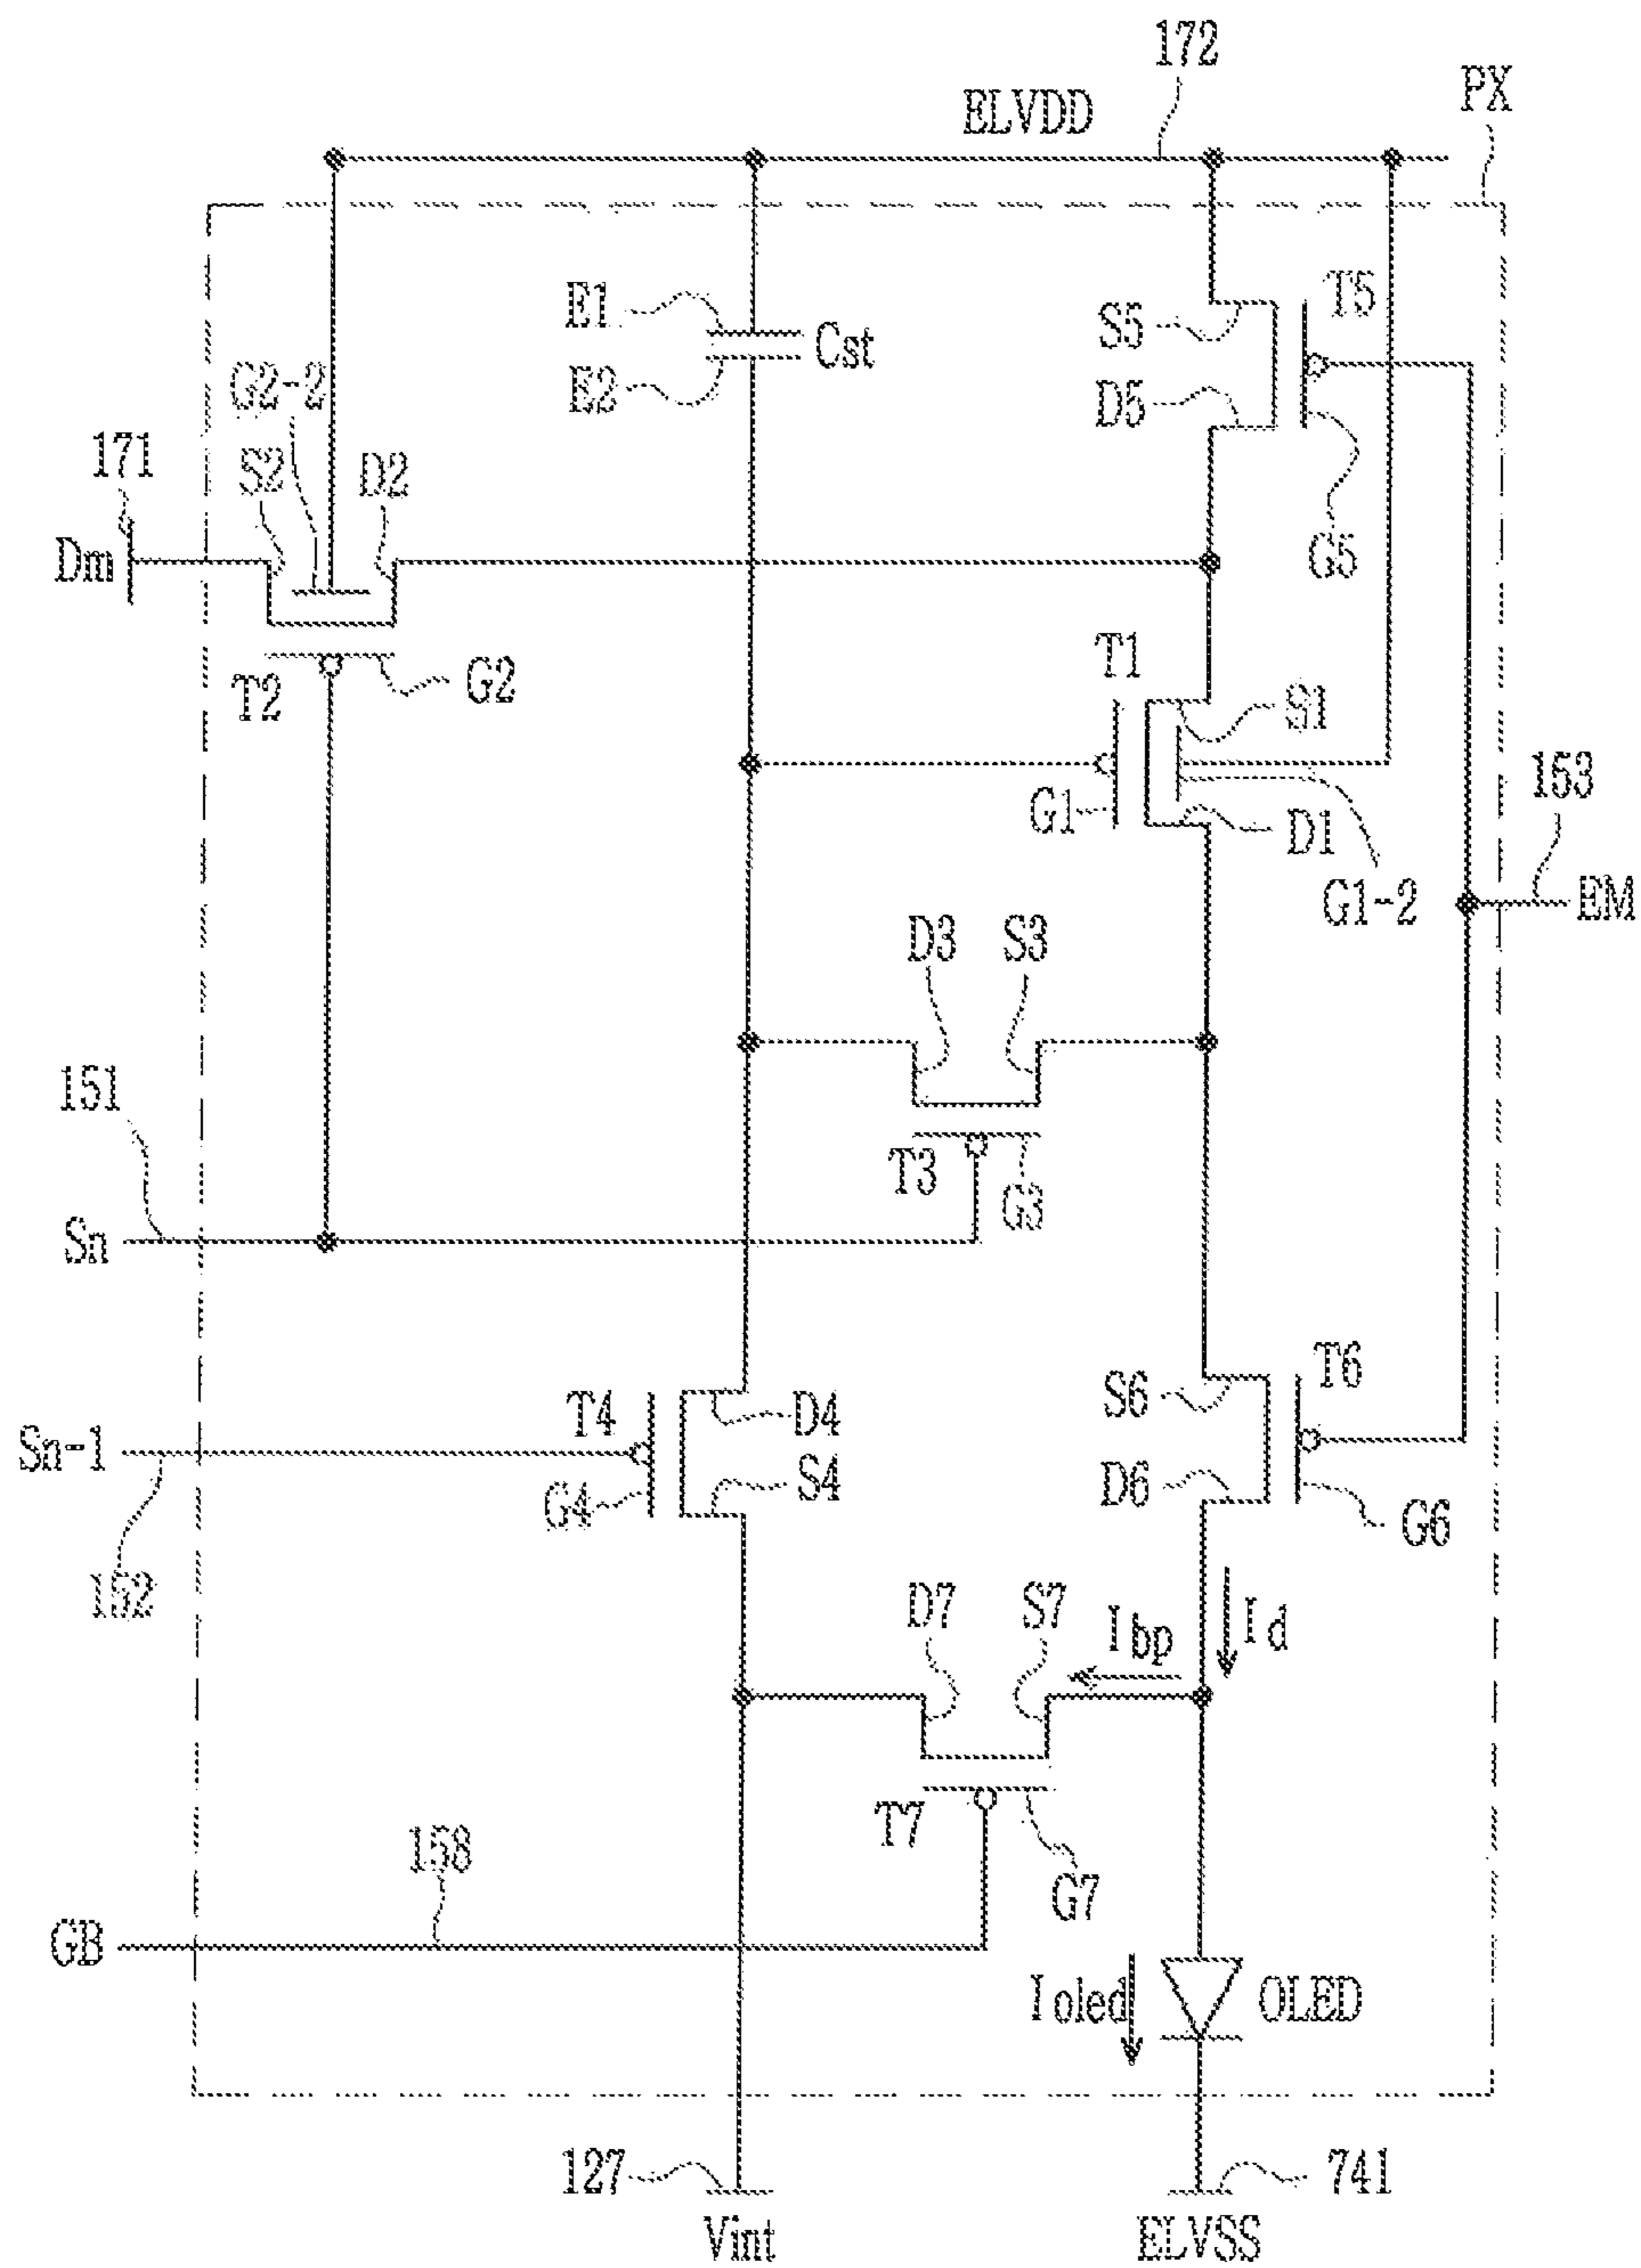 172
ELVDD
PX
E1
Cst
E2
S5
T5
D5
G2-2
171
S2
D2
Dm
G5
T1
T2
G2
S1
G1
D1
153
G1-2
EM
D3
S3
151
T3
G3
Sn
T4
D4
S6
T6
Sn-1
S4
D6
G4
G6
152
D7
S7
Ibp
Id
T7
158
G7
GB
Ioled
OLED
127
741
Vint
ELVSS